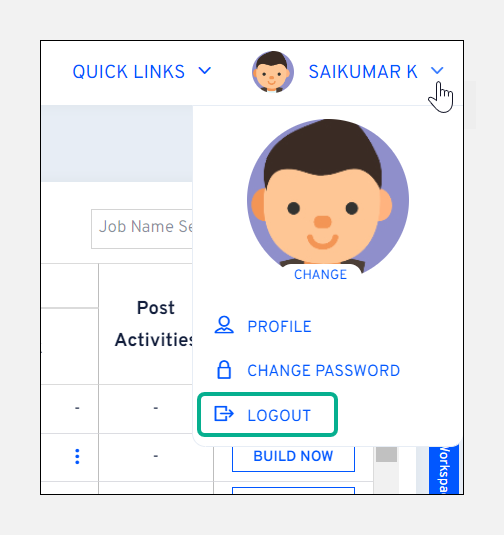 QUICK LINKS
SAIKUMAR K
Job Name Se
CHANGE
Post
Activities
PROFILE
CHANGE PASSWORD
LOGOUT
-
-
-
BUILD NOW
Workspa